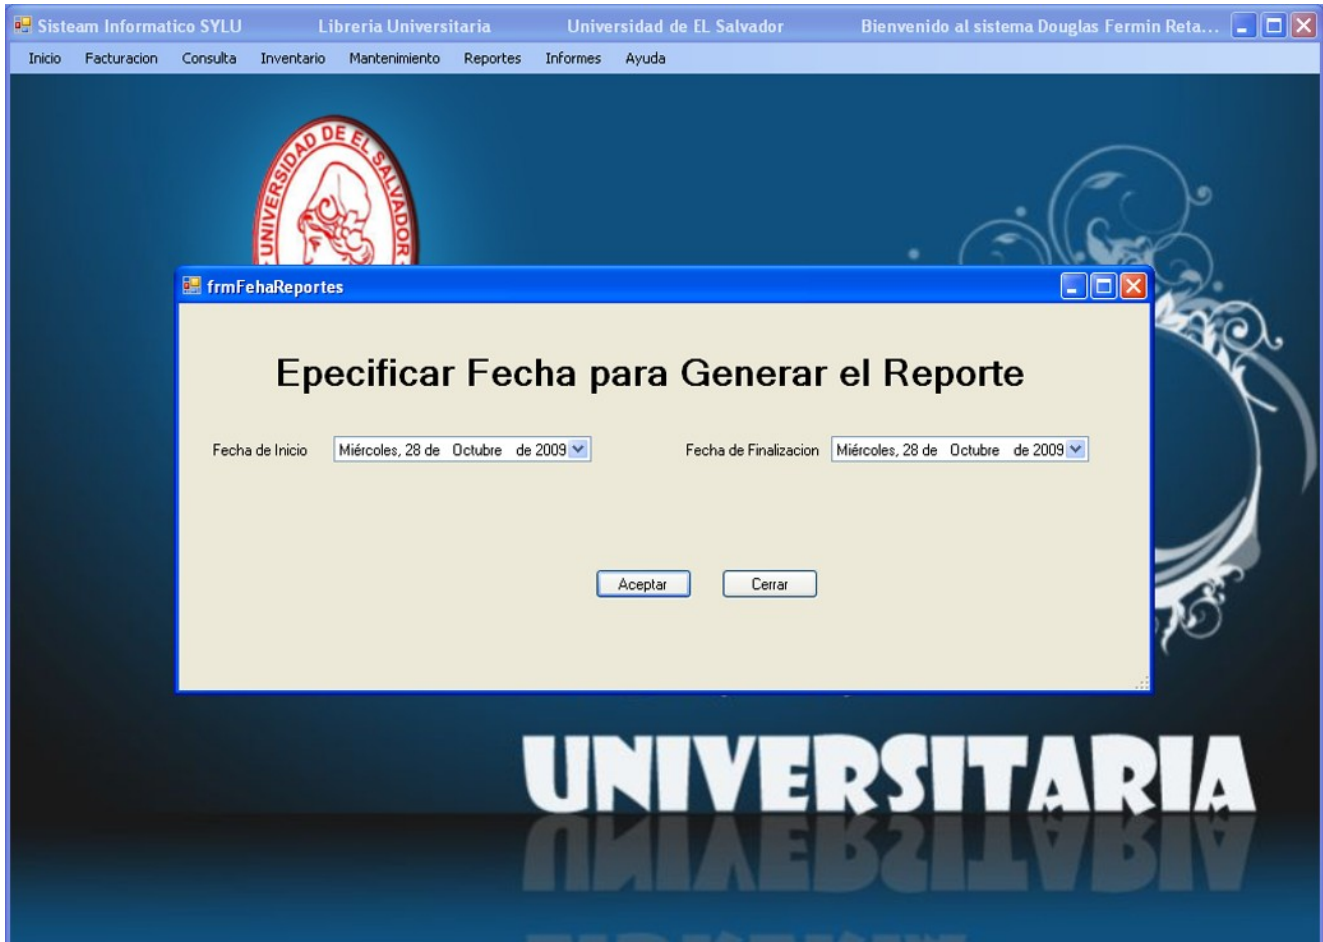 Sisteam Informatico SYLU Libreria Universitaria Universidad de EL Salvador Bienvenido al sistema Douglas Fermin Reta...
Inicio Facturacion Consulta Inventario Mantenimiento Reportes Informes Ayuda
UNIVERSIDAD DE EL SALVADOR
frmFehaReportes
Epecificar Fecha para Generar el Reporte
Fecha de Inicio Miércoles, 28 de Octubre de 2009 Fecha de Finalizacion Miércoles, 28 de Octubre de 2009
Aceptar Cerrar
UNIVERSITARIA